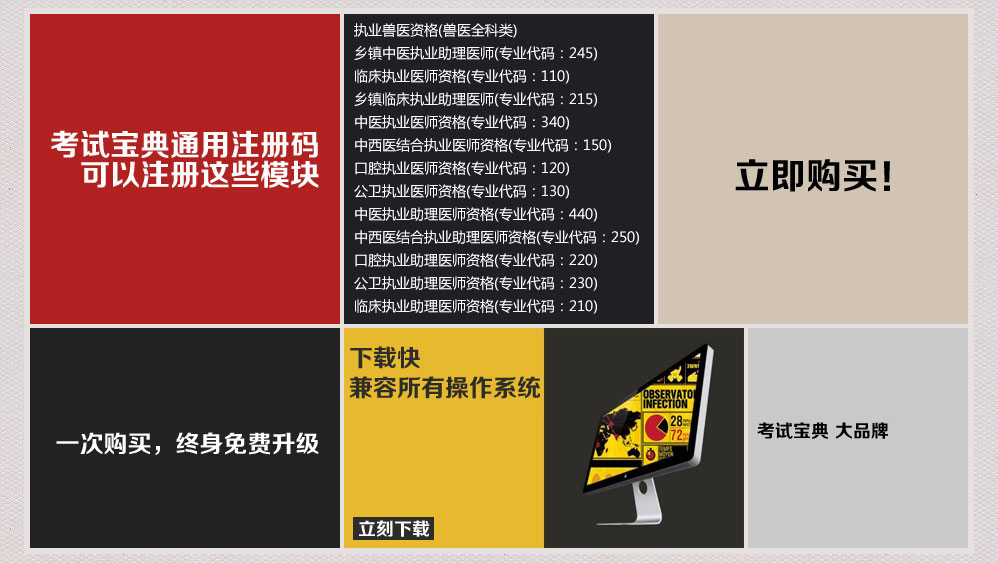 考试宝典通用注册码
可以注册这些模块
执业兽医资格(兽医全科类)
乡镇中医执业助理医师(专业代码：245)
临床执业医师资格(专业代码：110)
乡镇临床执业助理医师(专业代码：215)
中医执业医师资格(专业代码：340)
中西医结合执业医师资格(专业代码：150)
口腔执业医师资格(专业代码：120)
公卫执业医师资格(专业代码：130)
中医执业助理医师资格(专业代码：440)
中西医结合执业助理医师资格(专业代码：250)
口腔执业助理医师资格(专业代码：220)
公卫执业助理医师资格(专业代码：230)
临床执业助理医师资格(专业代码：210)
立即购买！
一次购买，终身免费升级
下载快
兼容所有操作系统
立刻下载
OBSERVATO
INFECTION
28
72
TEMPS
MOYEN
考试宝典 大品牌